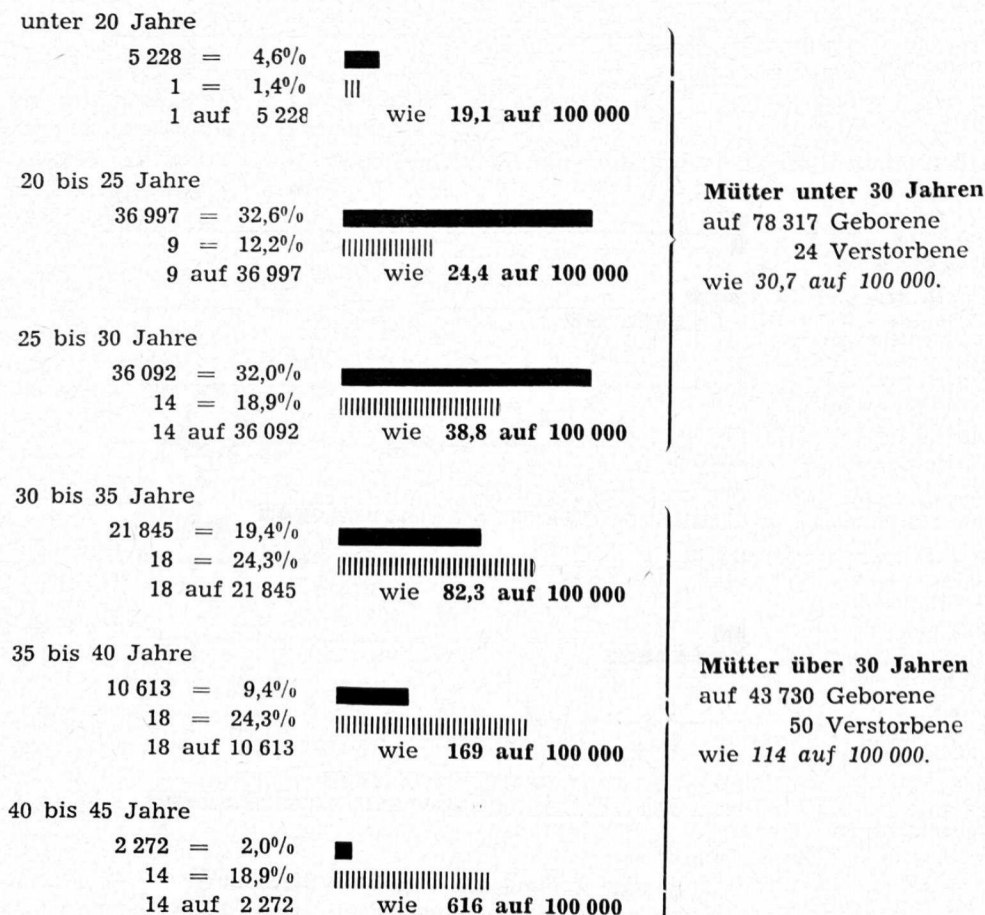 unter 20 Jahre
5 228 = 4,6%
1 = 1,4%
1 auf 5 228 wie 19,1 auf 100 000
20 bis 25 Jahre
36 997 = 32,6%
9 = 12,2%
9 auf 36 997 wie 24,4 auf 100 000
25 bis 30 Jahre
36 092 = 32,0%
14 = 18,9%
14 auf 36 092 wie 38,8 auf 100 000
Mütter unter 30 Jahren
auf 78 317 Geborene
24 Verstorbene
wie 30,7 auf 100 000.
30 bis 35 Jahre
21 845 = 19,4%
18 = 24,3%
18 auf 21 845 wie 82,3 auf 100 000
35 bis 40 Jahre
10 613 = 9,4%
18 = 24,3%
18 auf 10 613 wie 169 auf 100 000
40 bis 45 Jahre
2 272 = 2,0%
14 = 18,9%
14 auf 2 272 wie 616 auf 100 000
Mütter über 30 Jahren
auf 43 730 Geborene
50 Verstorbene
wie 114 auf 100 000.